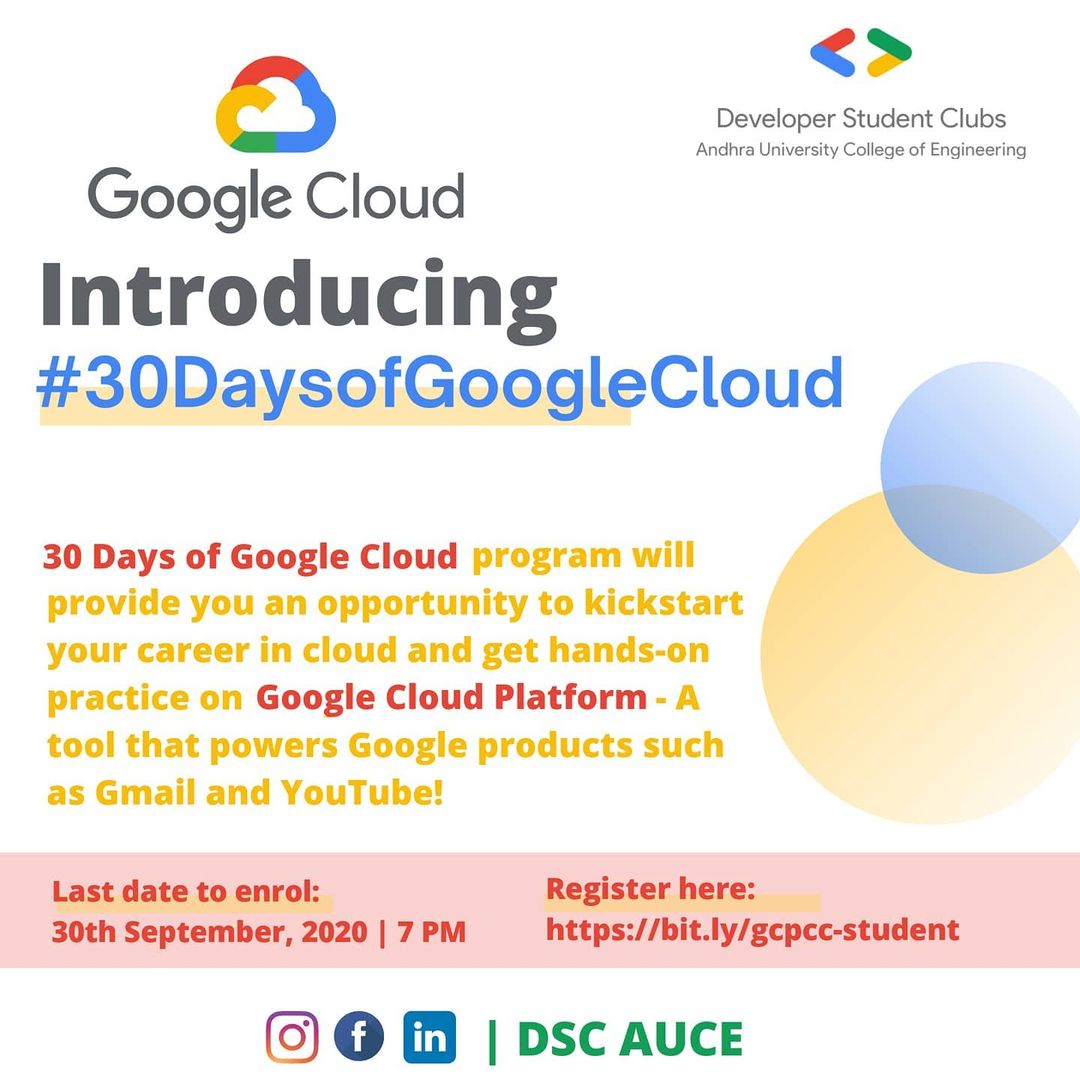 Google Cloud
Developer Student Clubs
Andhra University College of Engineering
Introducing
#30DaysofGoogleCloud
30 Days of Google Cloud program will
provide you an opportunity to kickstart
your career in cloud and get hands-on
practice on Google Cloud Platform - A
tool that powers Google products such
as Gmail and YouTube!
Last date to enrol:
30th September, 2020 | 7 PM
Register here:
https://bit.ly/gcpcc-student
| DSC AUCE